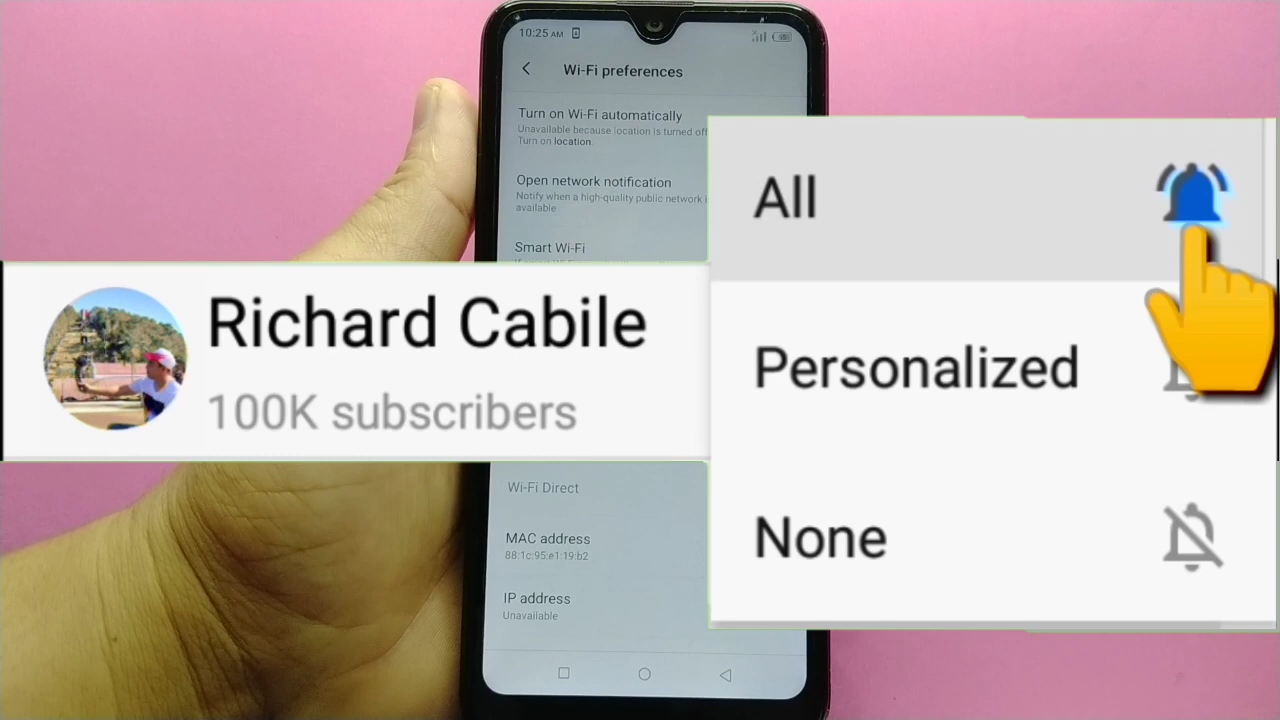 10:25 AM
Wi-Fi preferences
Turn on Wi-Fi automatically
Unavailable because location is turned off
Turn on location.
Open network notification
Notify when a high-quality public network i
available
Smart Wi-Fi
Richard Cabile
100K subscribers
All
Personalized
None
Wi-Fi Direct
MAC address
88:1c:95:e1:19:b2
IP address
Unavailable